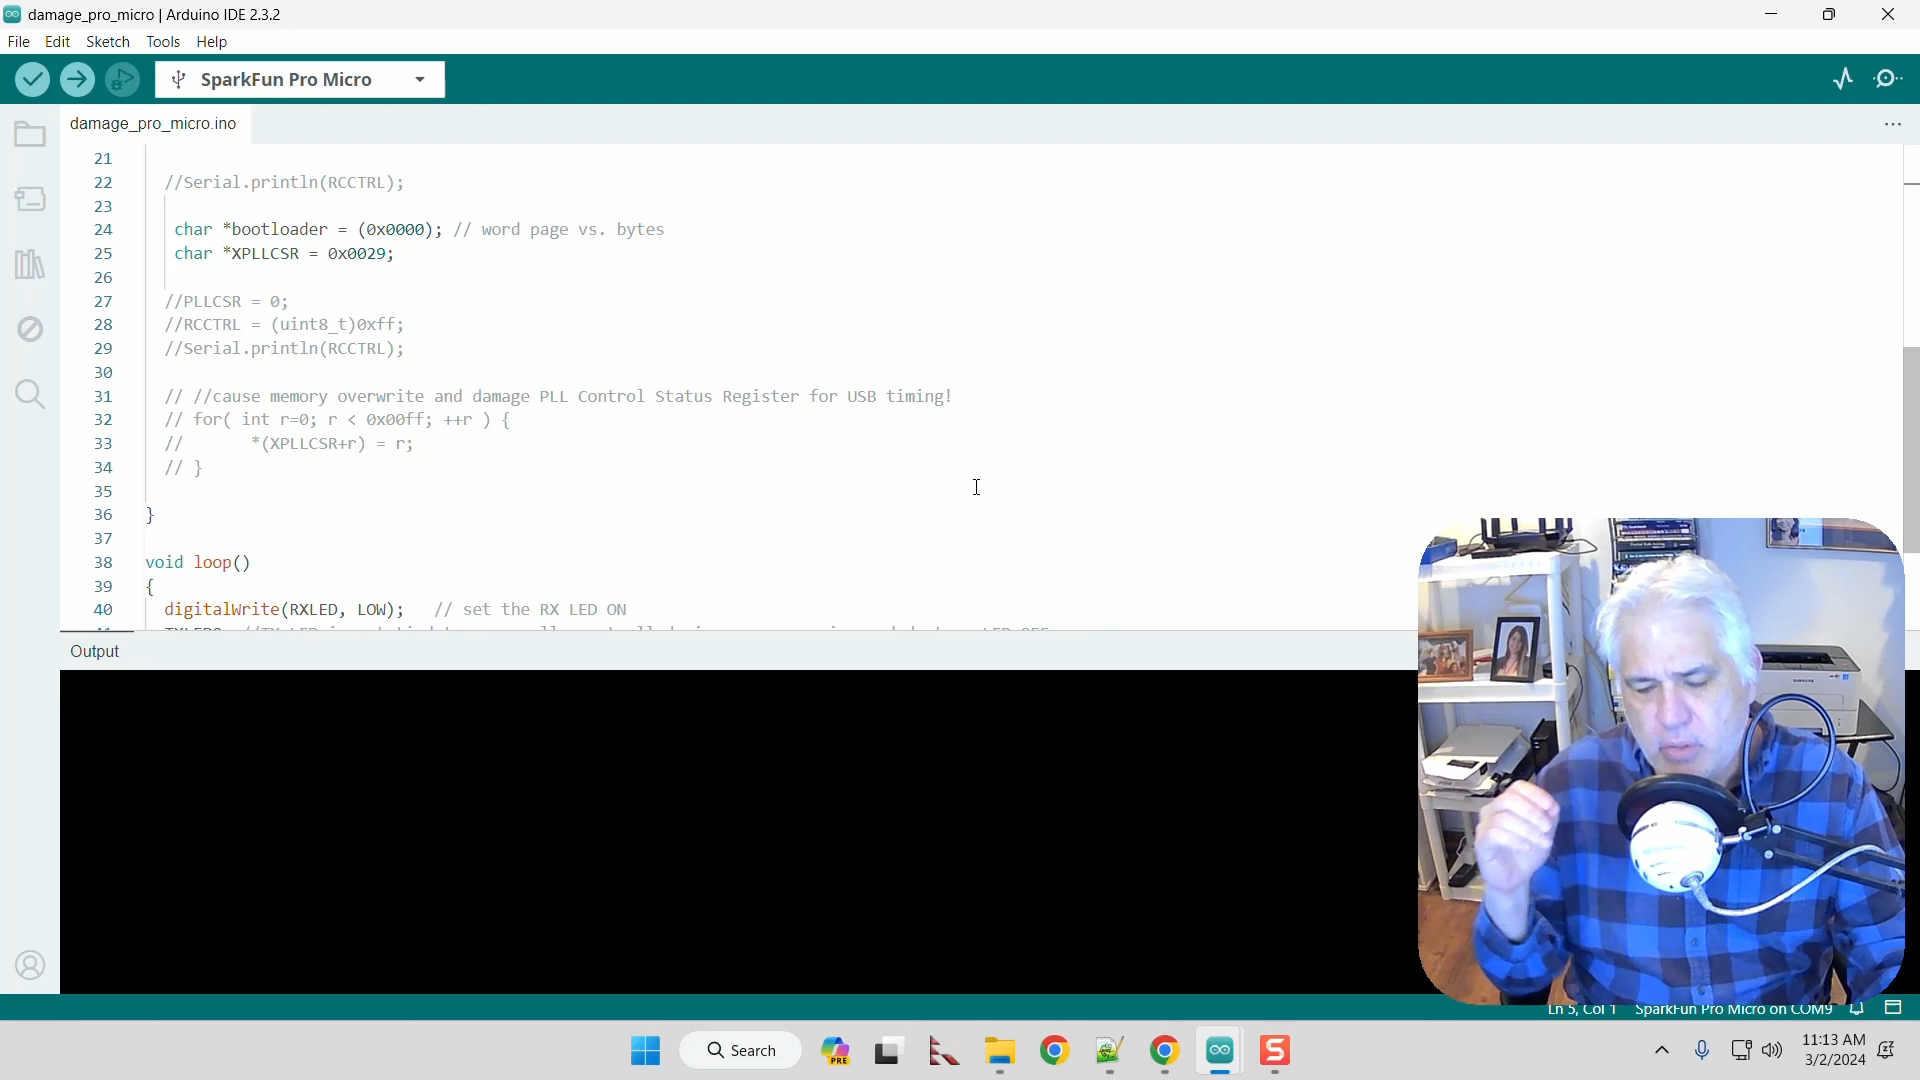 damage_pro_micro | Arduino IDE 2.3.2
File Edit Sketch Tools Help
SparkFun Pro Micro
damage_pro_micro.ino
21
22 //Serial.println(RCCTRL);
23
24 char *bootloader = (0x0000); // word page vs. bytes
25 char *XPLLCSR = 0x0029;
26
27 //PLLCSR = 0;
28 //RCCTRL = (uint8_t)0xff;
29 //Serial.println(RCCTRL);
30
31 // //cause memory overwrite and damage PLL Control Status Register for USB timing!
32 // for( int r=0; r < 0x00ff; ++r ) {
33 // *(XPLLCSR+r) = r;
34 // }
35
36 }
37
38 void loop()
39 {
40 digitalWrite(RXLED, LOW); // set the RX LED ON
Output
Ln 5, Col 1 SparkFun Pro Micro on COM9
Search
PRE
S
11:13 AM
3/2/2024